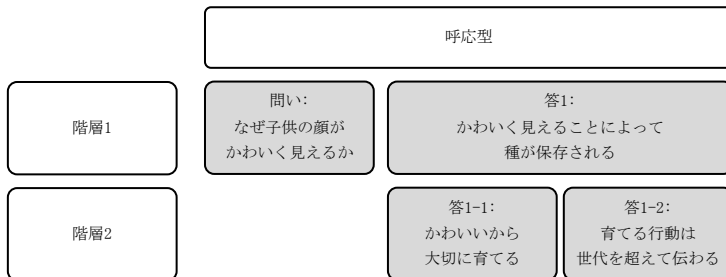 呼応型
階層1
問い:
なぜ子供の顔が
かわいく見えるか
答1:
かわいく見えることによって
種が保存される
階層2
答1-1:
かわいいから
大切に育てる
答1-2:
育てる行動は
世代を超えて伝わる